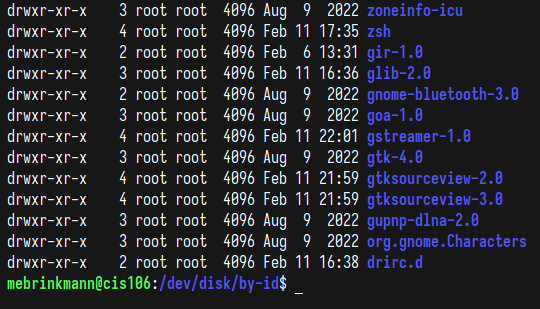 drwxr-xr-x 3 root root 4096 Aug 9 2022 zoneinfo-icu
drwxr-xr-x 4 root root 4096 Feb 11 17:35 zsh
drwxr-xr-x 2 root root 4096 Feb 6 13:31 gir-1.0
drwxr-xr-x 3 root root 4096 Feb 11 16:36 glib-2.0
drwxr-xr-x 2 root root 4096 Aug 9 2022 gnome-bluetooth-3.0
drwxr-xr-x 3 root root 4096 Aug 9 2022 goa-1.0
drwxr-xr-x 4 root root 4096 Feb 11 22:01 gstreamer-1.0
drwxr-xr-x 3 root root 4096 Aug 9 2022 gtk-4.0
drwxr-xr-x 4 root root 4096 Feb 11 21:59 gtksourceview-2.0
drwxr-xr-x 4 root root 4096 Feb 11 21:59 gtksourceview-3.0
drwxr-xr-x 3 root root 4096 Aug 9 2022 gupnp-dlna-2.0
drwxr-xr-x 3 root root 4096 Aug 9 2022 org.gnome.Characters
drwxr-xr-x 2 root root 4096 Feb 11 16:38 drirc.d
mebrinkmann@cis106:/dev/disk/by-id$ _